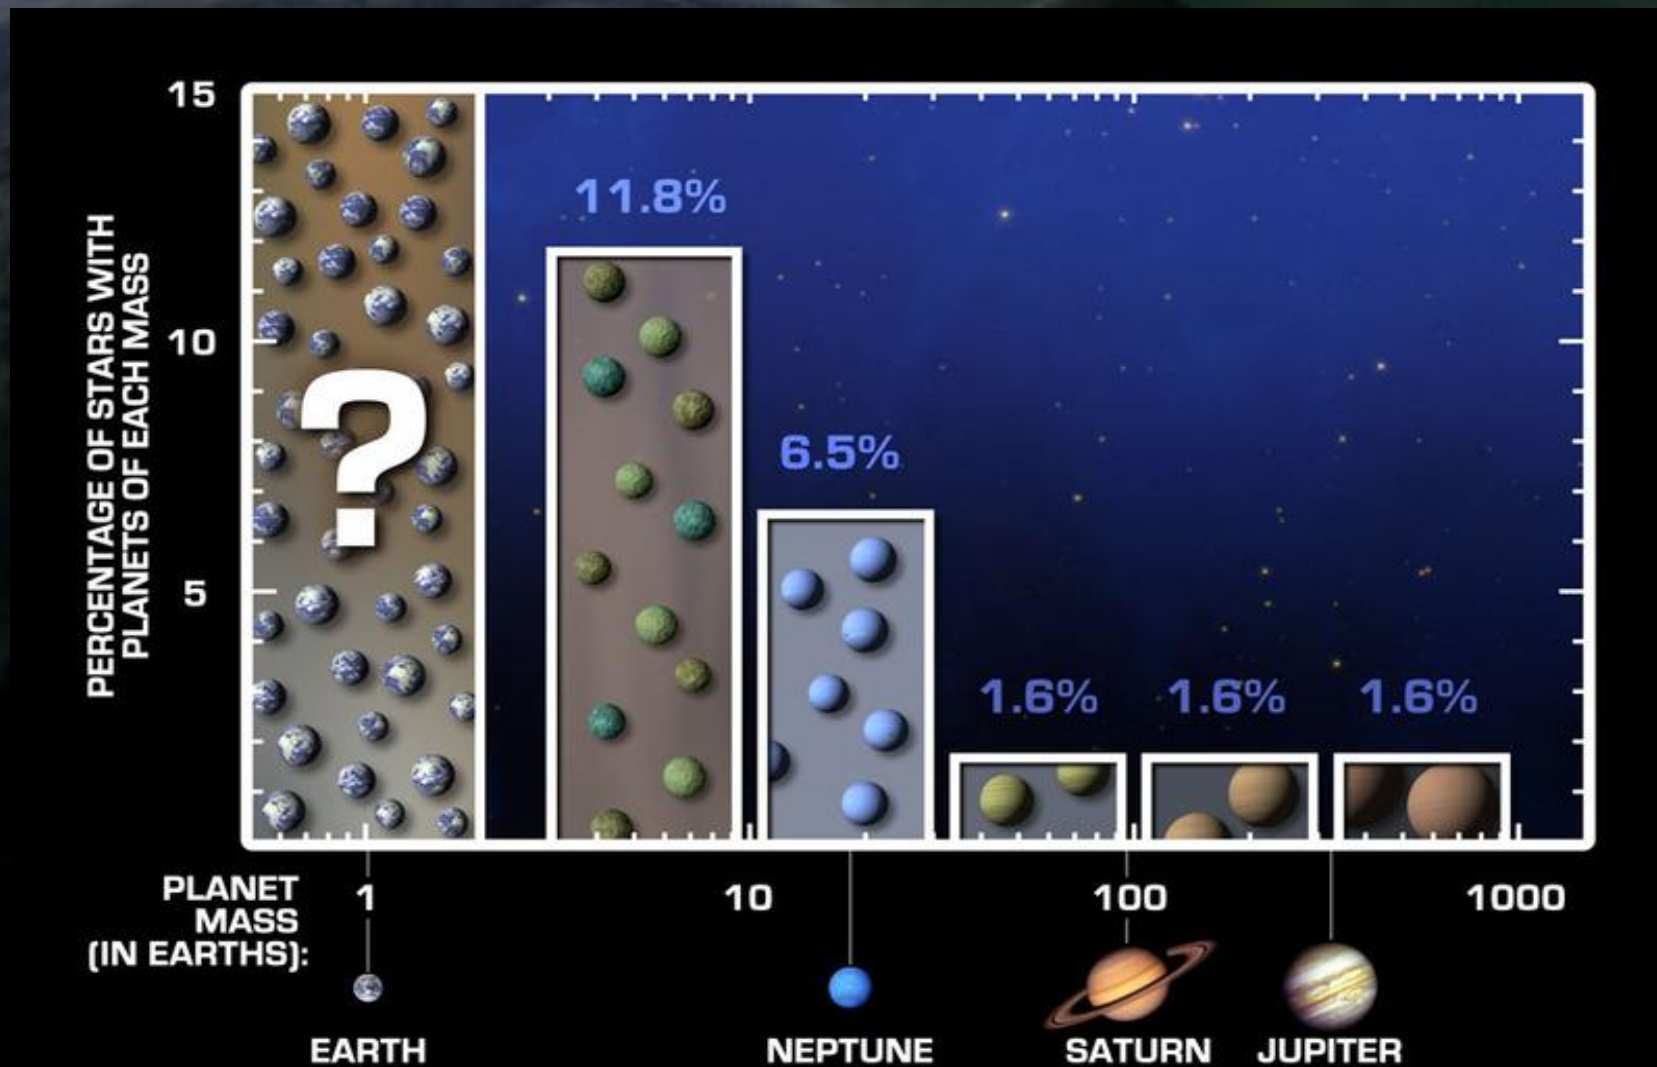 PERCENTAGE OF STARS WITH
PLANETS OF EACH MASS
15
10
5
?
11.8%
6.5%
1.6%
1.6%
1.6%
PLANET
MASS
(IN EARTHS):
1
10
100
1000
EARTH
NEPTUNE
SATURN
JUPITER